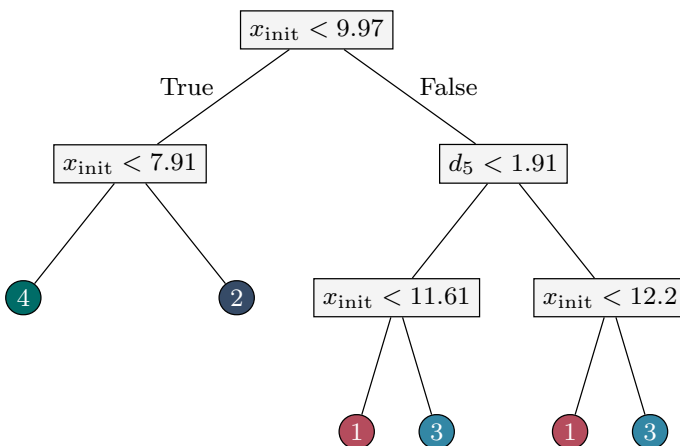 x_init < 9.97
True
False
x_init < 7.91
d_5 < 1.91
4
2
x_init < 11.61
x_init < 12.2
1
3
1
3